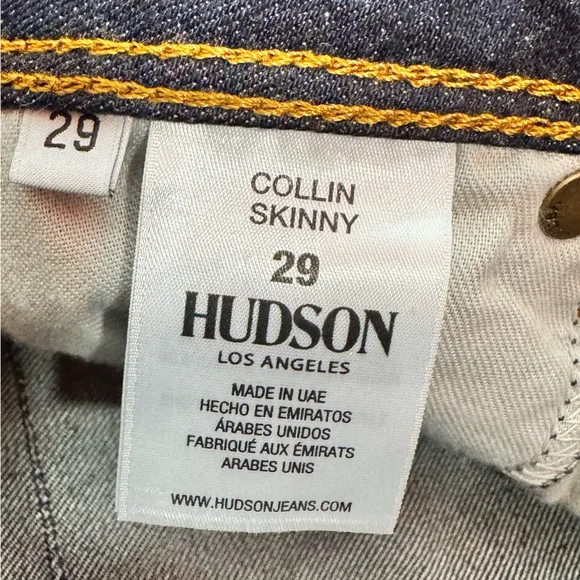 29
COLLIN
SKINNY
29
HUDSON
LOS ANGELES
MADE IN UAE
HECHO EN EMIRATOS
ÁRABES UNIDOS
FABRIQUÉ AUX ÉMIRATS
ARABES UNIS
WWW.HUDSONJEANS.COM